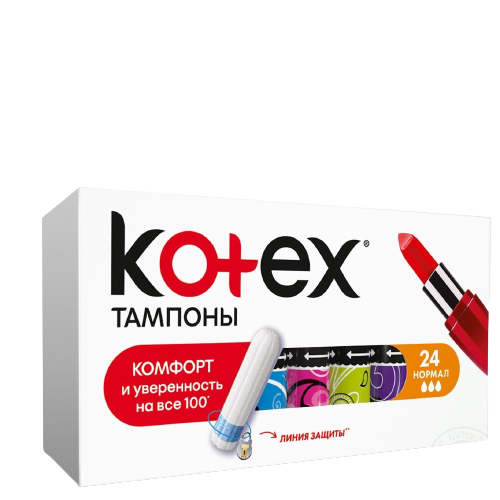 kotex®
ТАМПОНЫ
КОМФОРТ
и уверенность
на все 100*
24
НОРМАЛ
ЛИНИЯ ЗАЩИТЫ**